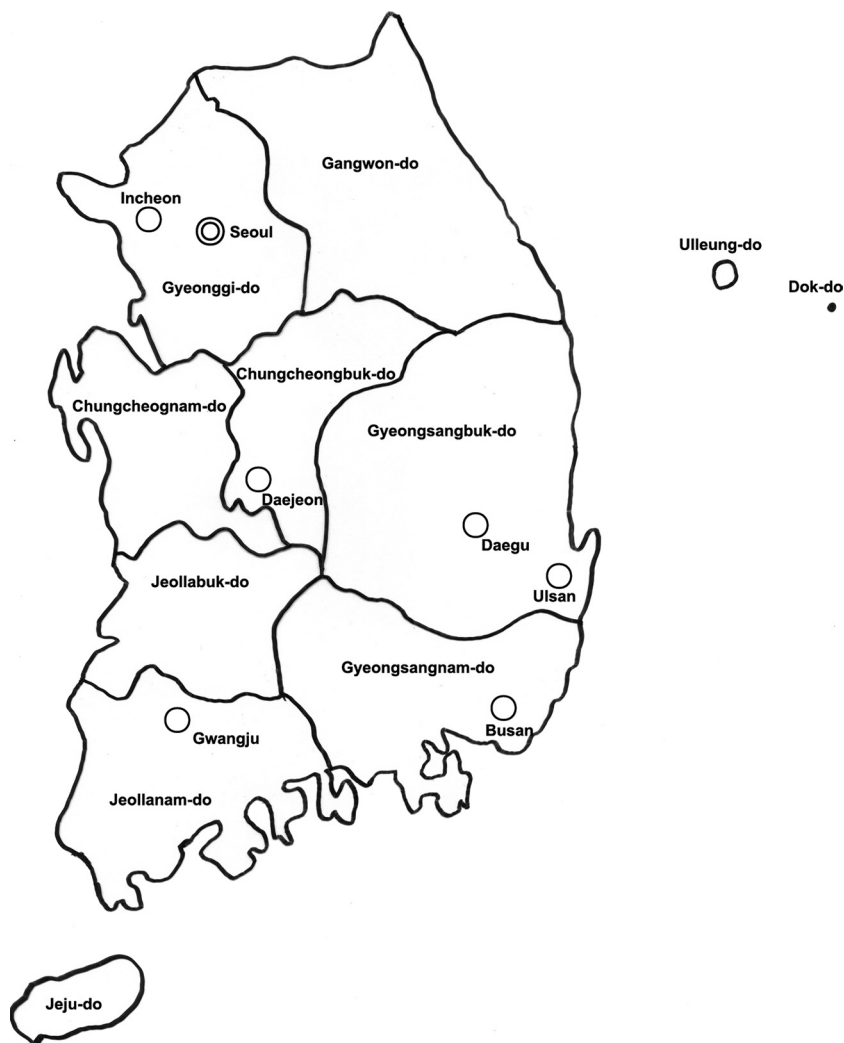 Gangwon-do
Incheon
Seoul
Ulleung-do
Gyeonggi-do
Dok-do
Chungcheongbuk-do
Chungcheognam-do
Gyeongsangbuk-do
Daejeon
Daegu
Jeollabuk-do
Ulsan
Gyeongsangnam-do
Busan
Gwangju
Jeollanam-do
Jeju-do